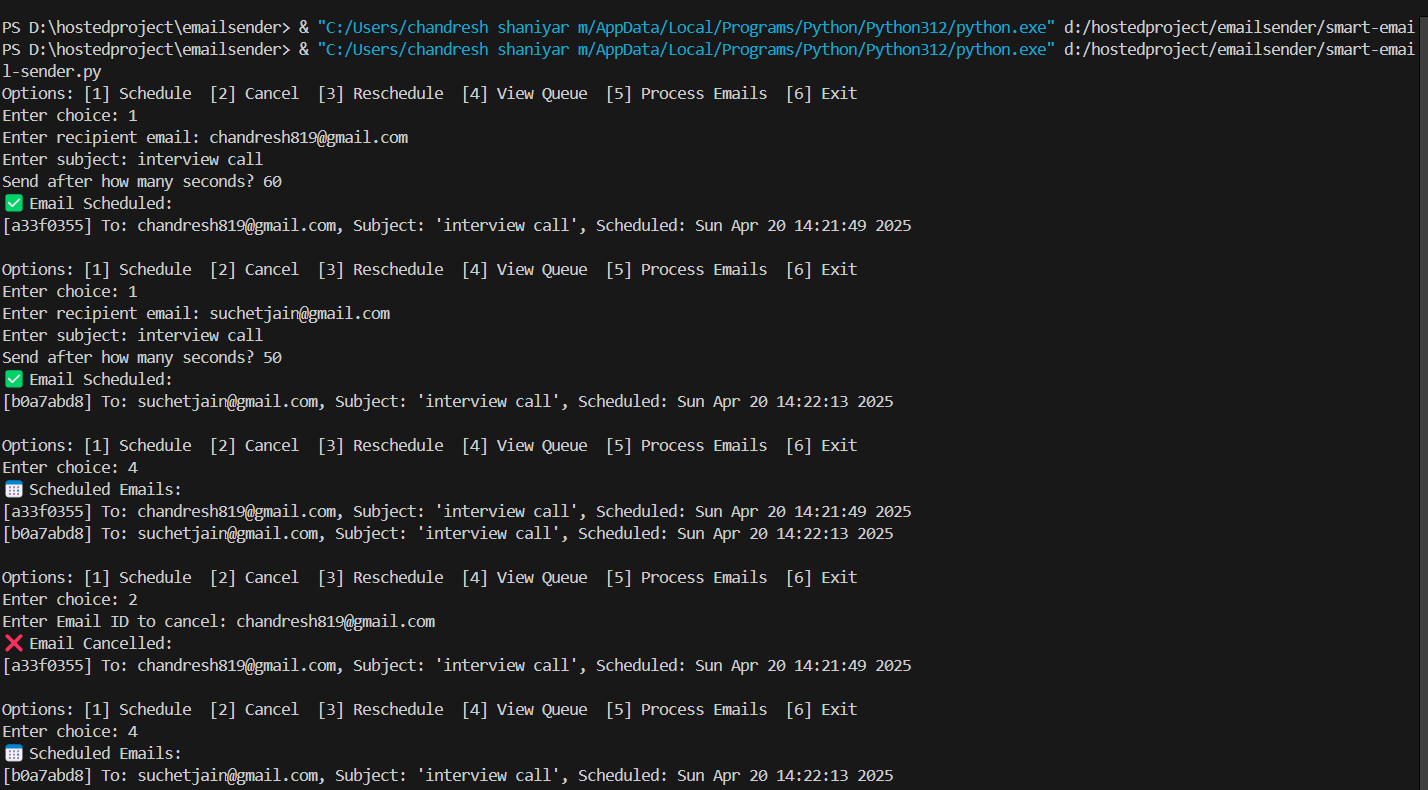 PS D:\hostedproject\emailsender> & "C:/Users/chandresh shaniyar m/AppData/Local/Programs/Python/Python312/python.exe" d:/hostedproject/emailsender/smart-emai
PS D:\hostedproject\emailsender> & "C:/Users/chandresh shaniyar m/AppData/Local/Programs/Python/Python312/python.exe" d:/hostedproject/emailsender/smart-emai
l-sender.py
Options: [1] Schedule  [2] Cancel  [3] Reschedule  [4] View Queue  [5] Process Emails  [6] Exit
Enter choice: 1
Enter recipient email: chandresh819@gmail.com
Enter subject: interview call
Send after how many seconds? 60
✅ Email Scheduled:
[a33f0355] To: chandresh819@gmail.com, Subject: 'interview call', Scheduled: Sun Apr 20 14:21:49 2025

Options: [1] Schedule  [2] Cancel  [3] Reschedule  [4] View Queue  [5] Process Emails  [6] Exit
Enter choice: 1
Enter recipient email: suchetjain@gmail.com
Enter subject: interview call
Send after how many seconds? 50
✅ Email Scheduled:
[b0a7abd8] To: suchetjain@gmail.com, Subject: 'interview call', Scheduled: Sun Apr 20 14:22:13 2025

Options: [1] Schedule  [2] Cancel  [3] Reschedule  [4] View Queue  [5] Process Emails  [6] Exit
Enter choice: 4
📅 Scheduled Emails:
[a33f0355] To: chandresh819@gmail.com, Subject: 'interview call', Scheduled: Sun Apr 20 14:21:49 2025
[b0a7abd8] To: suchetjain@gmail.com, Subject: 'interview call', Scheduled: Sun Apr 20 14:22:13 2025

Options: [1] Schedule  [2] Cancel  [3] Reschedule  [4] View Queue  [5] Process Emails  [6] Exit
Enter choice: 2
Enter Email ID to cancel: chandresh819@gmail.com
❌ Email Cancelled:
[a33f0355] To: chandresh819@gmail.com, Subject: 'interview call', Scheduled: Sun Apr 20 14:21:49 2025

Options: [1] Schedule  [2] Cancel  [3] Reschedule  [4] View Queue  [5] Process Emails  [6] Exit
Enter choice: 4
📅 Scheduled Emails:
[b0a7abd8] To: suchetjain@gmail.com, Subject: 'interview call', Scheduled: Sun Apr 20 14:22:13 2025